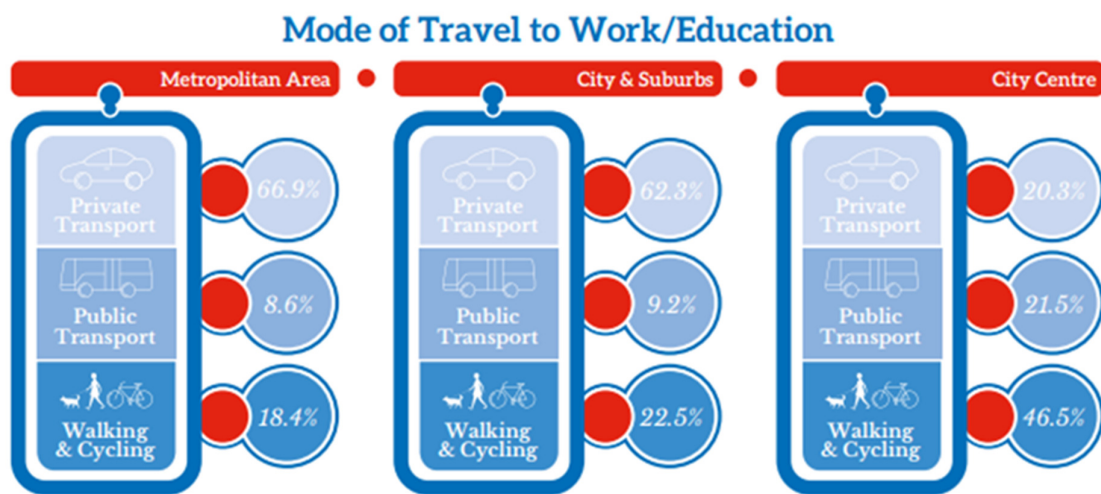 Mode of Travel to Work/Education
Metropolitan Area
City & Suburbs
City Centre
Private
Transport
66.9%
Public
Transport
8.6%
Walking
& Cycling
18.4%
Private
Transport
62.3%
Public
Transport
9.2%
Walking
& Cycling
22.5%
Private
Transport
20.3%
Public
Transport
21.5%
Walking
& Cycling
46.5%